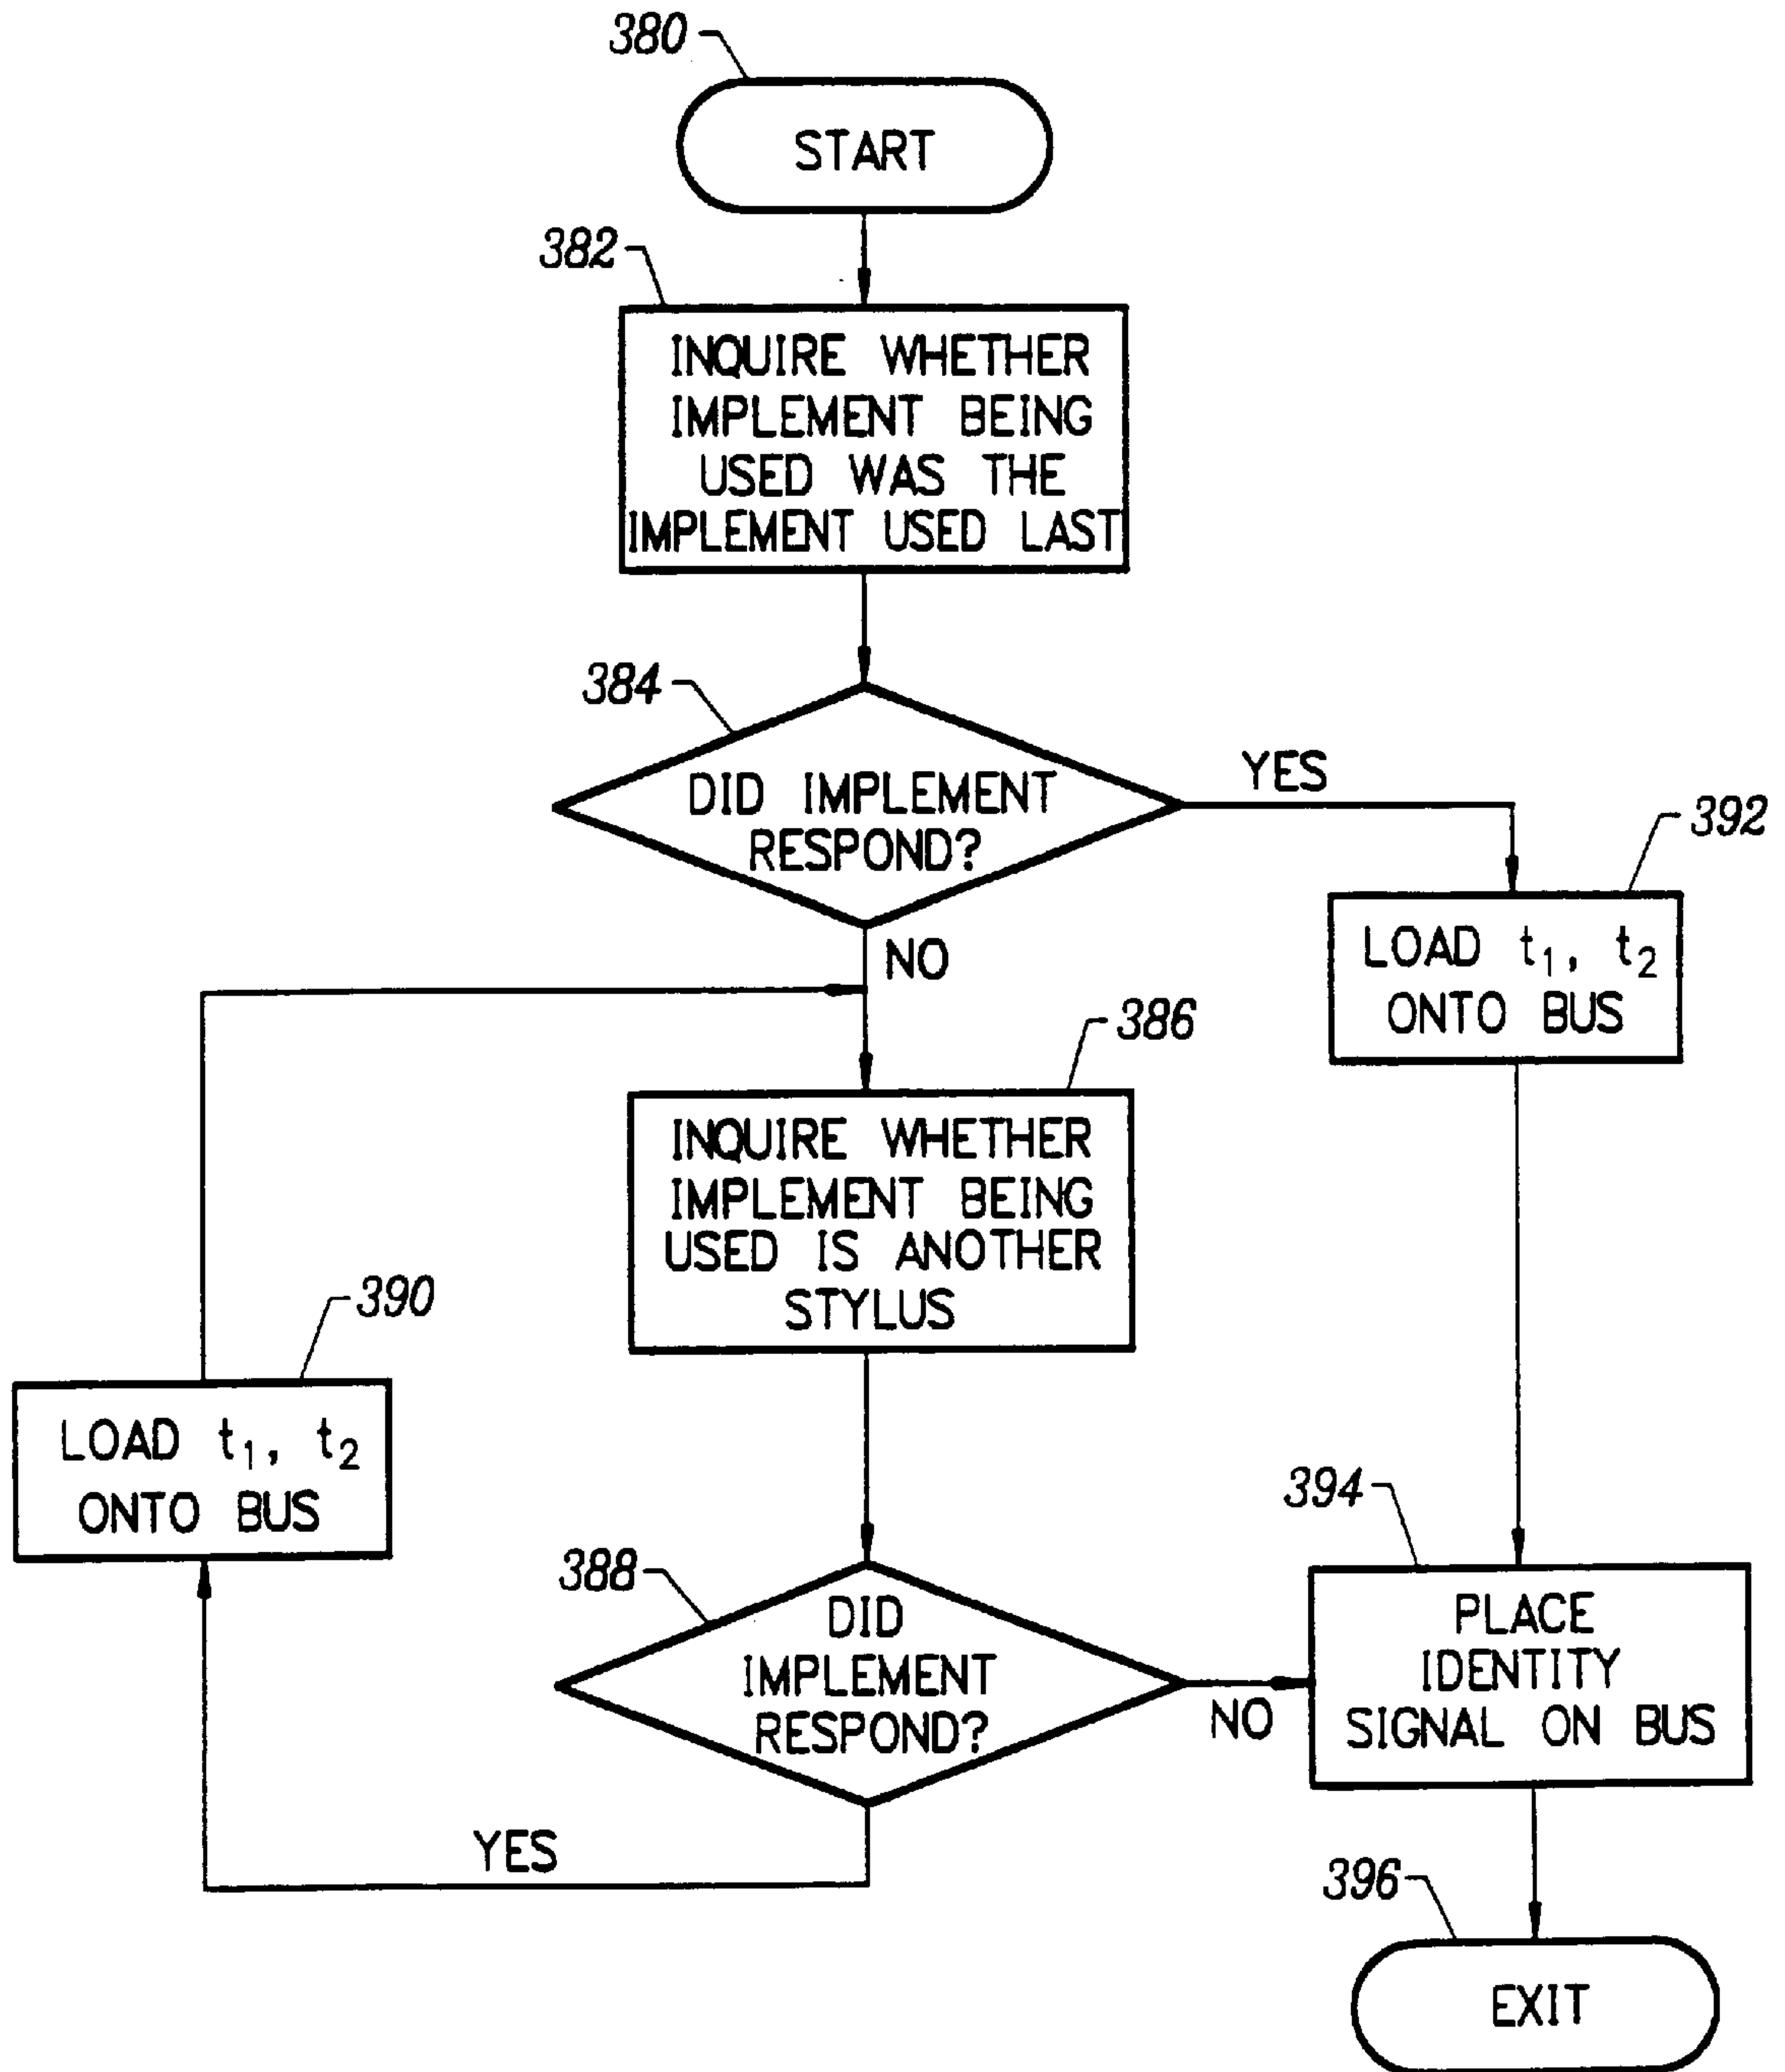 380
START
382
INQUIRE WHETHER
IMPLEMENT BEING
USED WAS THE
IMPLEMENT USED LAST
384
DID IMPLEMENT
RESPOND?
YES
NO
392
LOAD t₁, t₂
ONTO BUS
386
INQUIRE WHETHER
IMPLEMENT BEING
USED IS ANOTHER
STYLUS
390
LOAD t₁, t₂
ONTO BUS
388
DID
IMPLEMENT
RESPOND?
NO
YES
394
PLACE
IDENTITY
SIGNAL ON BUS
396
EXIT